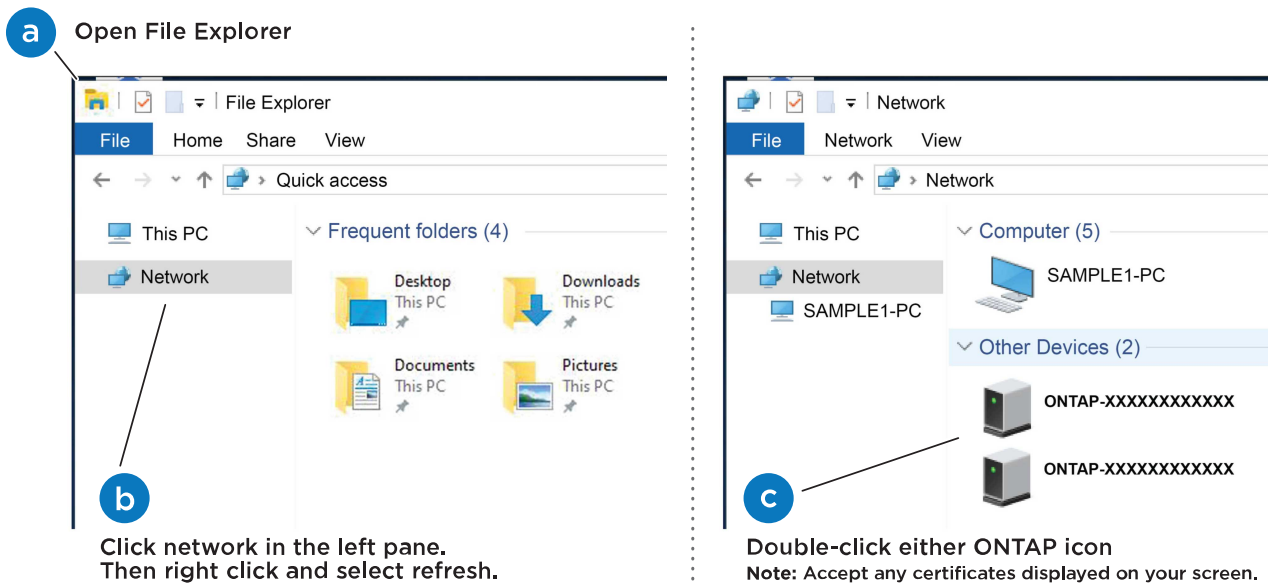 a
Open File Explorer
File Explorer
File Home Share View
Quick access
This PC
Network
Frequent folders (4)
Desktop
This PC
Downloads
This PC
Documents
This PC
Pictures
This PC
b
Click network in the left pane.
Then right click and select refresh.
Network
File Network View
Network
This PC
Network
SAMPLE1-PC
Computer (5)
SAMPLE1-PC
Other Devices (2)
ONTAP-XXXXXXXXXXXX
ONTAP-XXXXXXXXXXXX
c
Double-click either ONTAP icon
Note: Accept any certificates displayed on your screen.